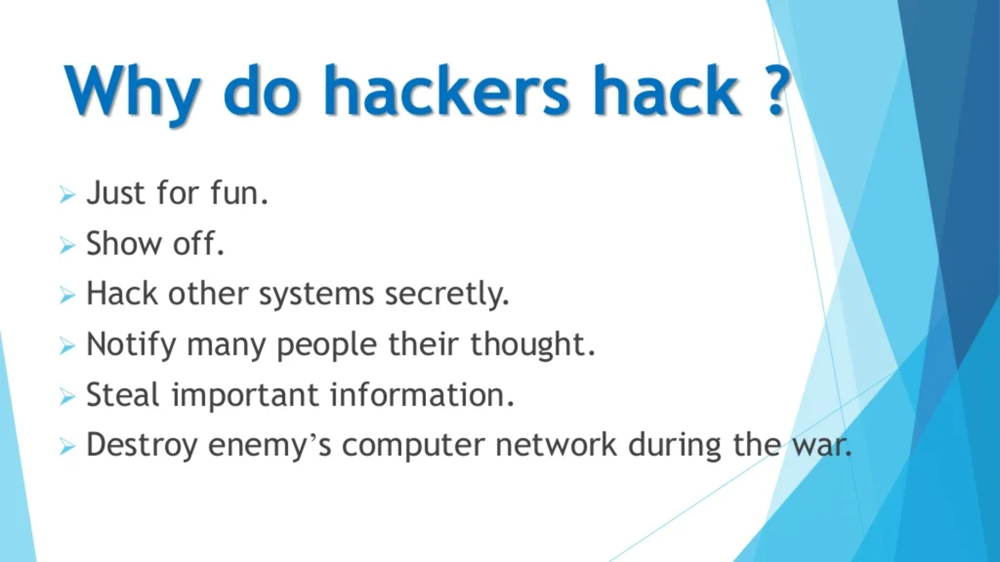 Why do hackers hack ?
Just for fun.
Show off.
Hack other systems secretly.
Notify many people their thought.
Steal important information.
Destroy enemy’s computer network during the war.